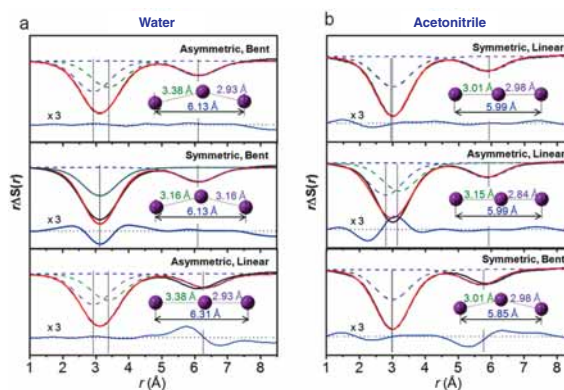 a
Water
Asymmetric, Bent
3.38 Å 2.93 Å
6.13 Å
x 3
Symmetric, Bent
3.16 Å 3.16 Å
6.13 Å
x 3
Asymmetric, Linear
3.38 Å 2.93 Å
6.31 Å
x 3
1 2 3 4 5 6 7 8
r (Å)
rΔS(r)
b
Acetonitrile
Symmetric, Linear
3.01 Å 2.98 Å
5.99 Å
x 3
Asymmetric, Linear
3.15 Å 2.84 Å
5.99 Å
x 3
Symmetric, Bent
3.01 Å 2.98 Å
5.85 Å
x 3
1 2 3 4 5 6 7 8
r (Å)
rΔS(r)